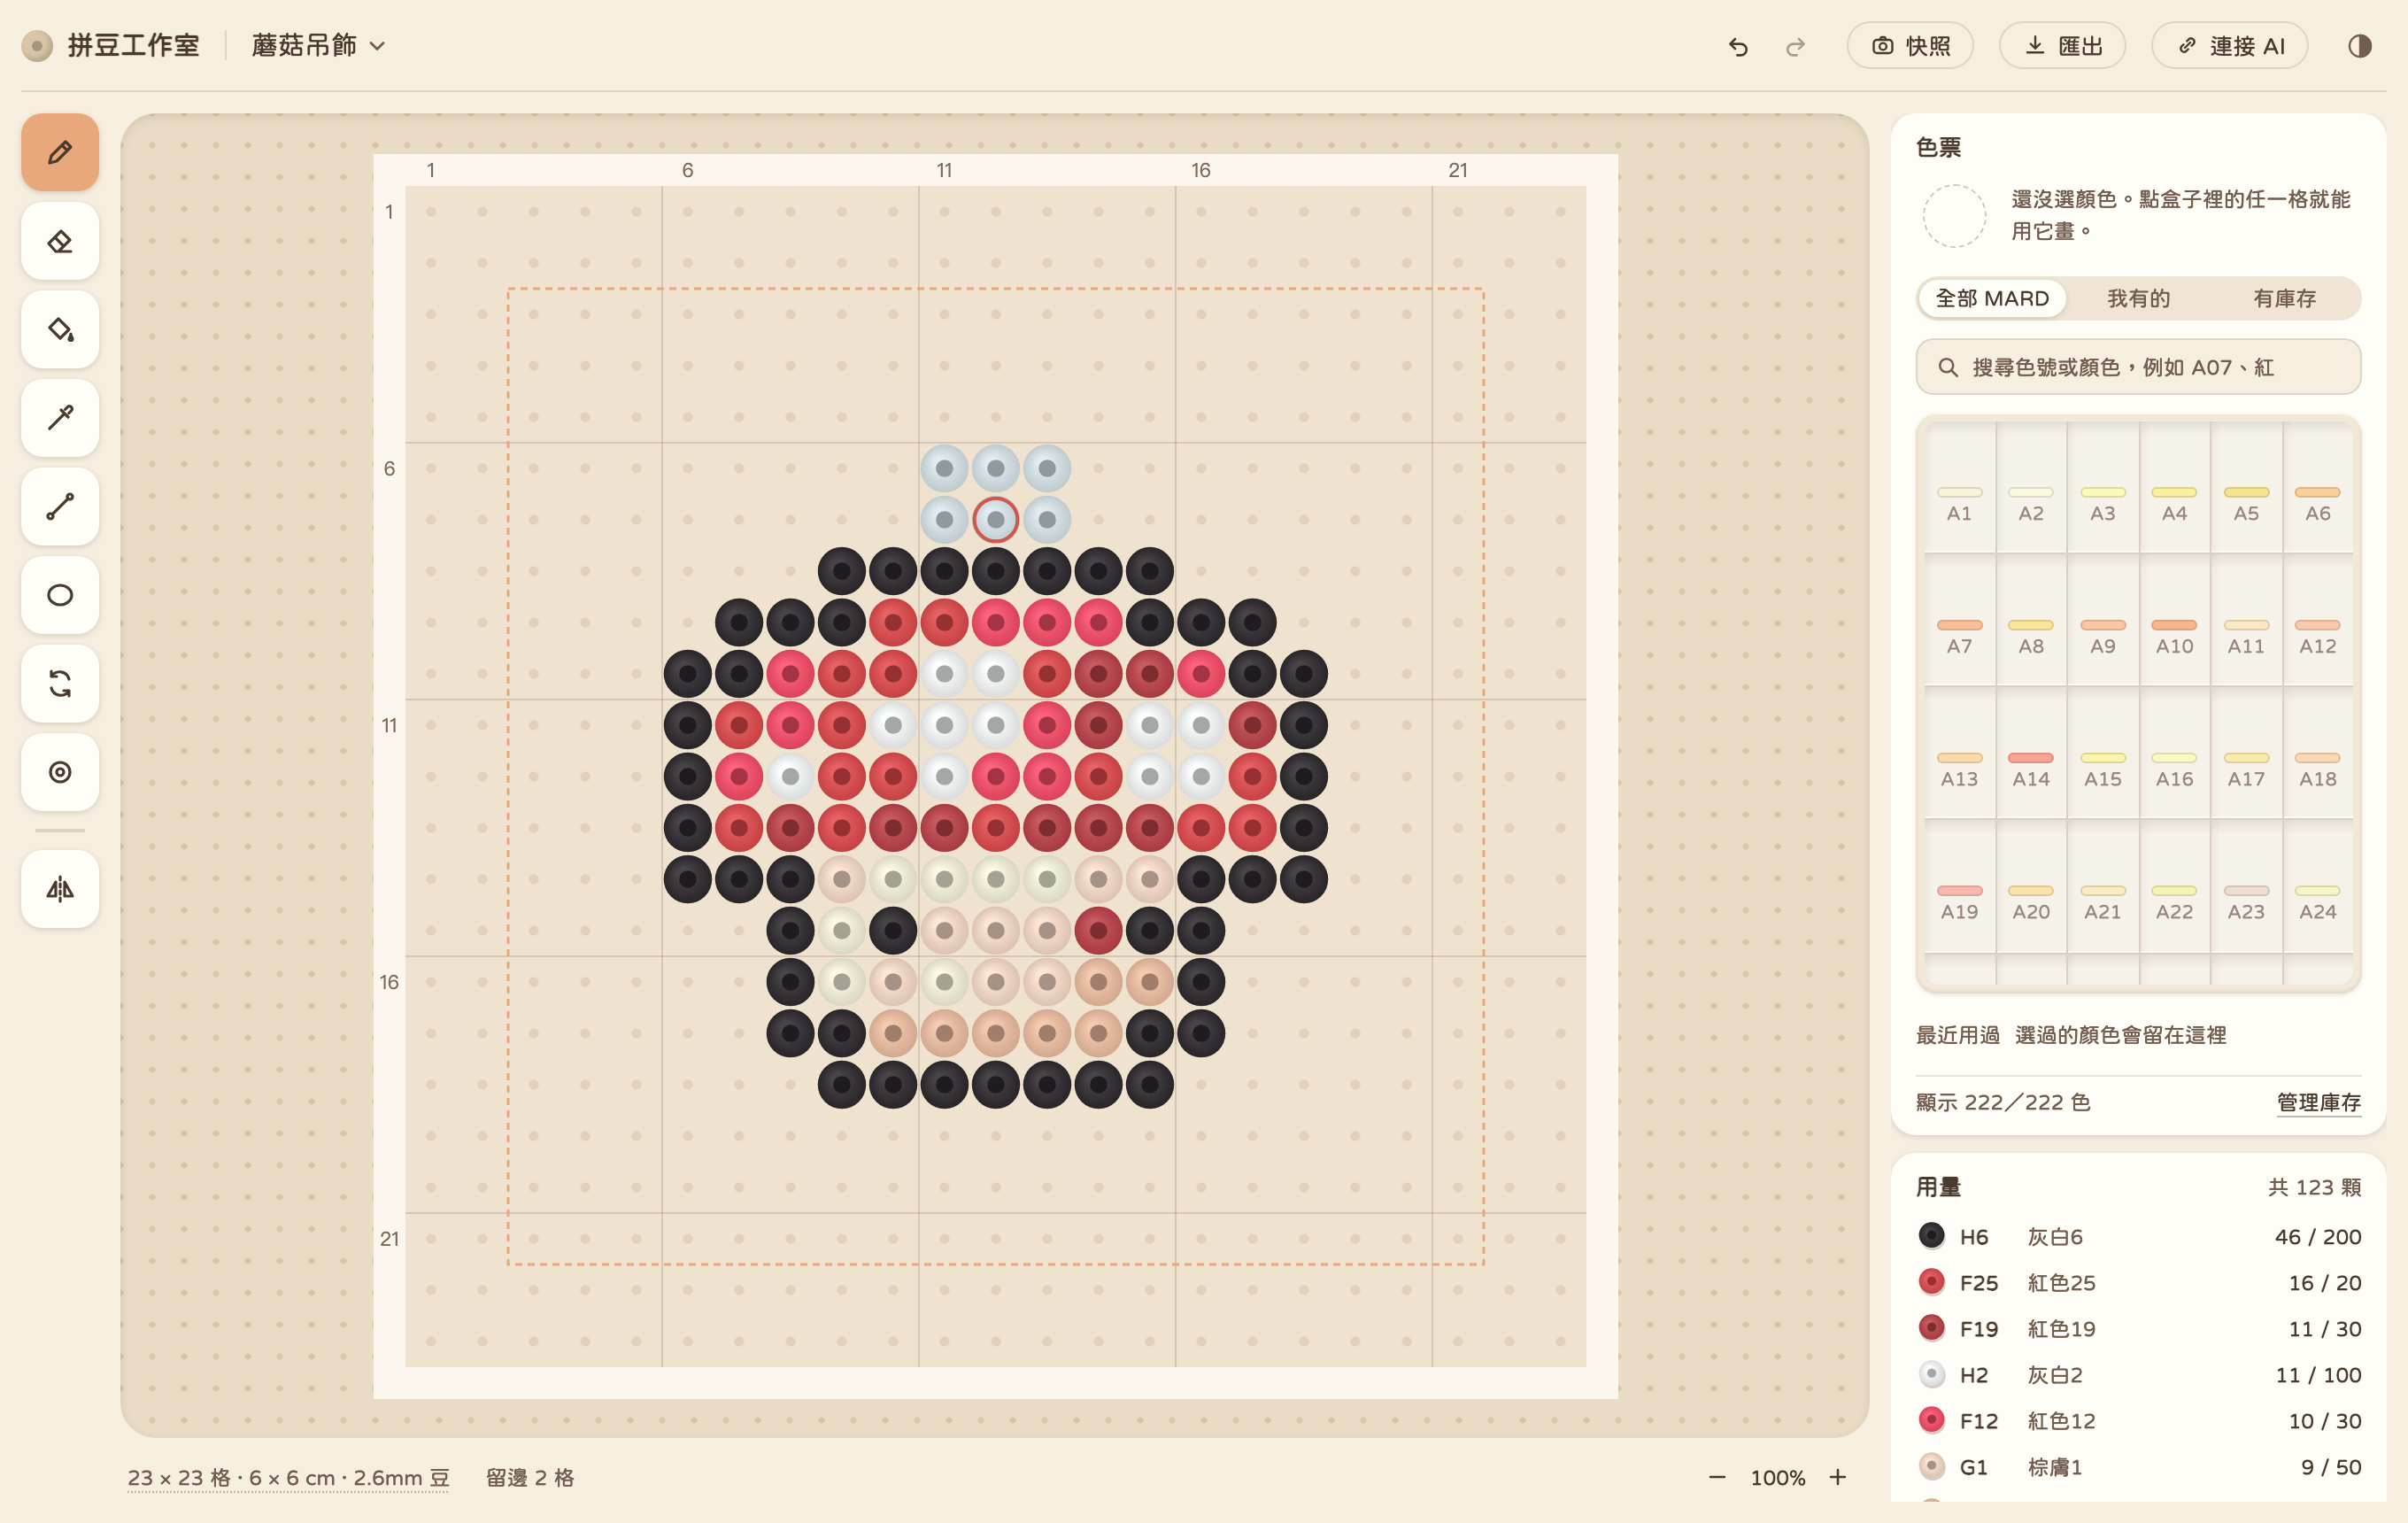 拼豆工作室
蘑菇吊飾
快照
匯出
連接 AI
1 6 11 16 21
1
6
11
16
21
23 × 23 格 · 6 × 6 cm · 2.6mm 豆
留邊 2 格
− 100% +
色票
還沒選顏色。點盒子裡的任一格就能
用它畫。
全部 MARD 我有的 有庫存
搜尋色號或顏色，例如 A07、紅
A1 A2 A3 A4 A5 A6
A7 A8 A9 A10 A11 A12
A13 A14 A15 A16 A17 A18
A19 A20 A21 A22 A23 A24
最近用過 選過的顏色會留在這裡
顯示 222／222 色 管理庫存
用量 共 123 顆
H6 灰白6 46 / 200
F25 紅色25 16 / 20
F19 紅色19 11 / 30
H2 灰白2 11 / 100
F12 紅色12 10 / 30
G1 棕膚1 9 / 50